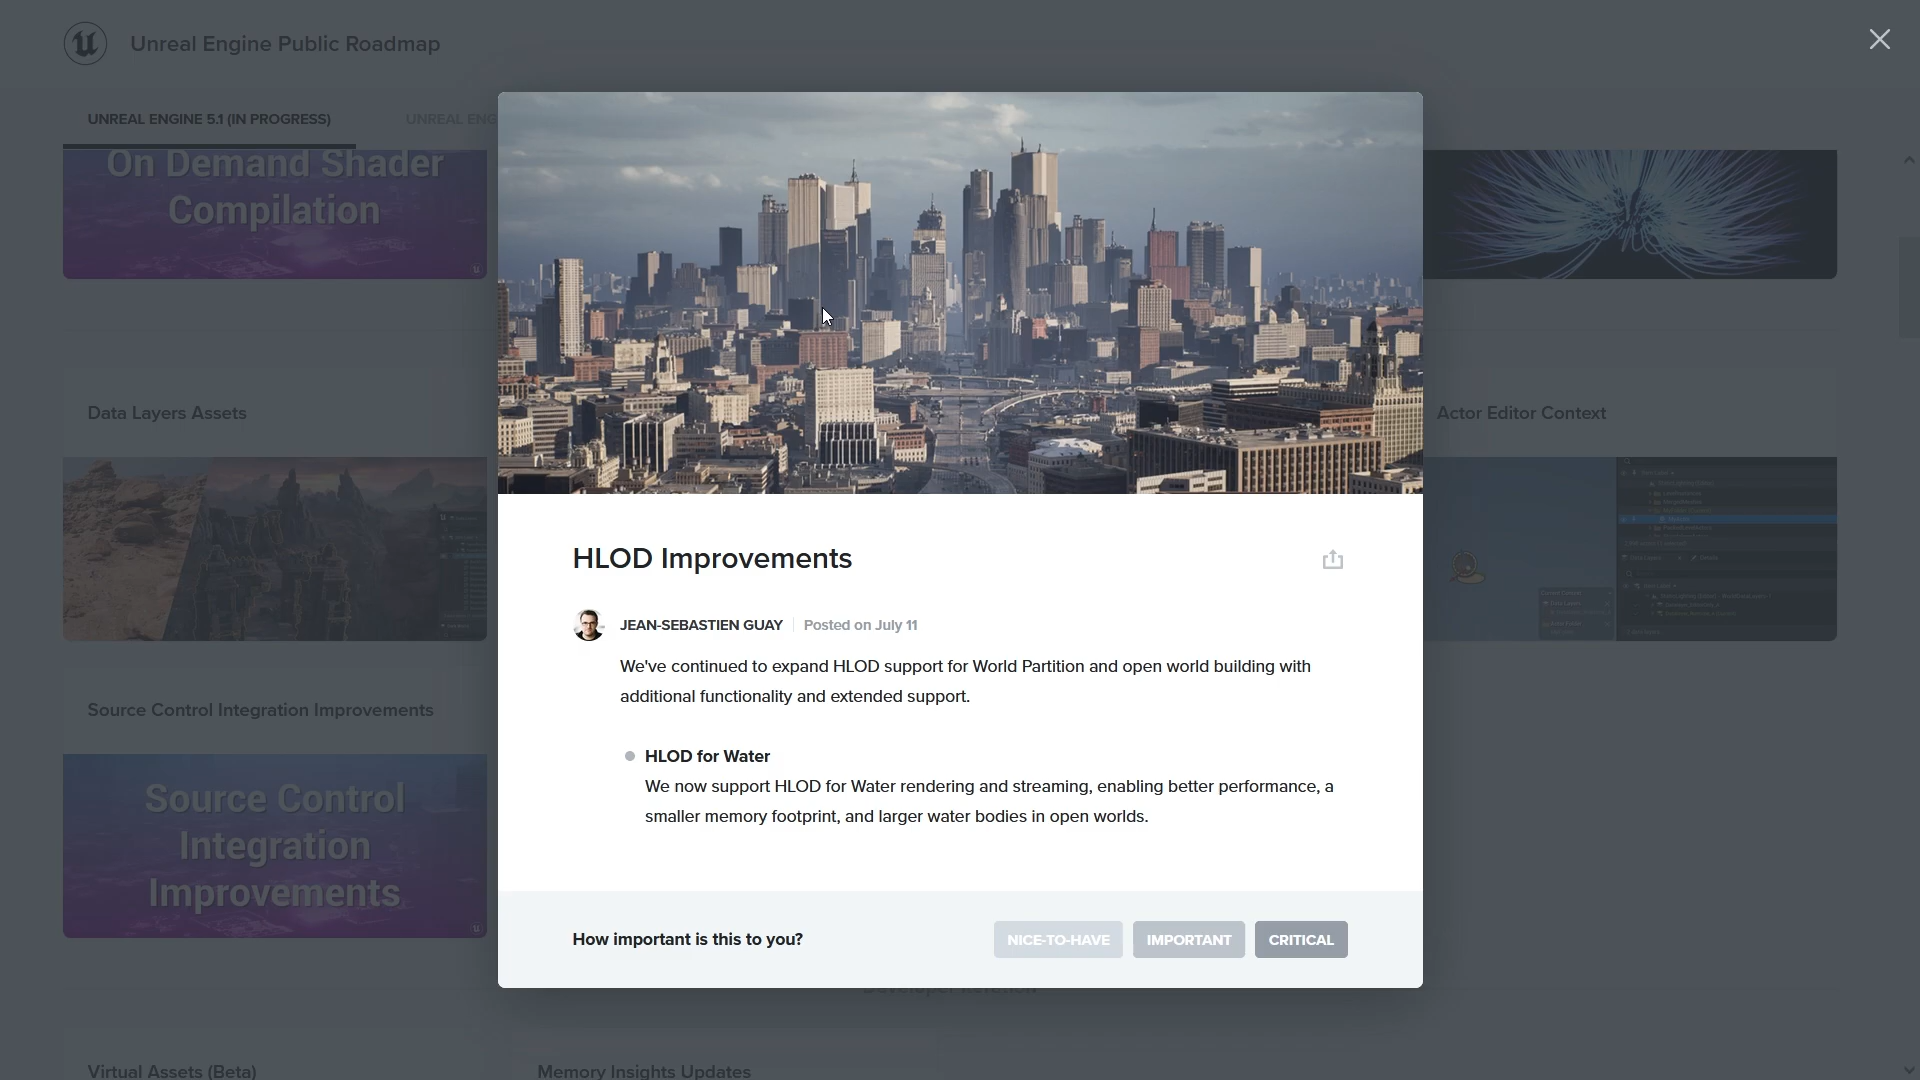 Unreal Engine Public Roadmap
UNREAL ENGINE 5.1 (IN PROGRESS)
UNREAL ENG
On Demand Shader
Compilation
Data Layers Assets
Actor Editor Context
Source Control Integration Improvements
Source Control
Integration
Improvements
HLOD Improvements
JEAN-SEBASTIEN GUAY
Posted on July 11
We've continued to expand HLOD support for World Partition and open world building with
additional functionality and extended support.
HLOD for Water
We now support HLOD for Water rendering and streaming, enabling better performance, a
smaller memory footprint, and larger water bodies in open worlds.
How important is this to you?
NICE-TO-HAVE
IMPORTANT
CRITICAL
Developer Iteration
Virtual Assets (Beta)
Memory Insights Updates